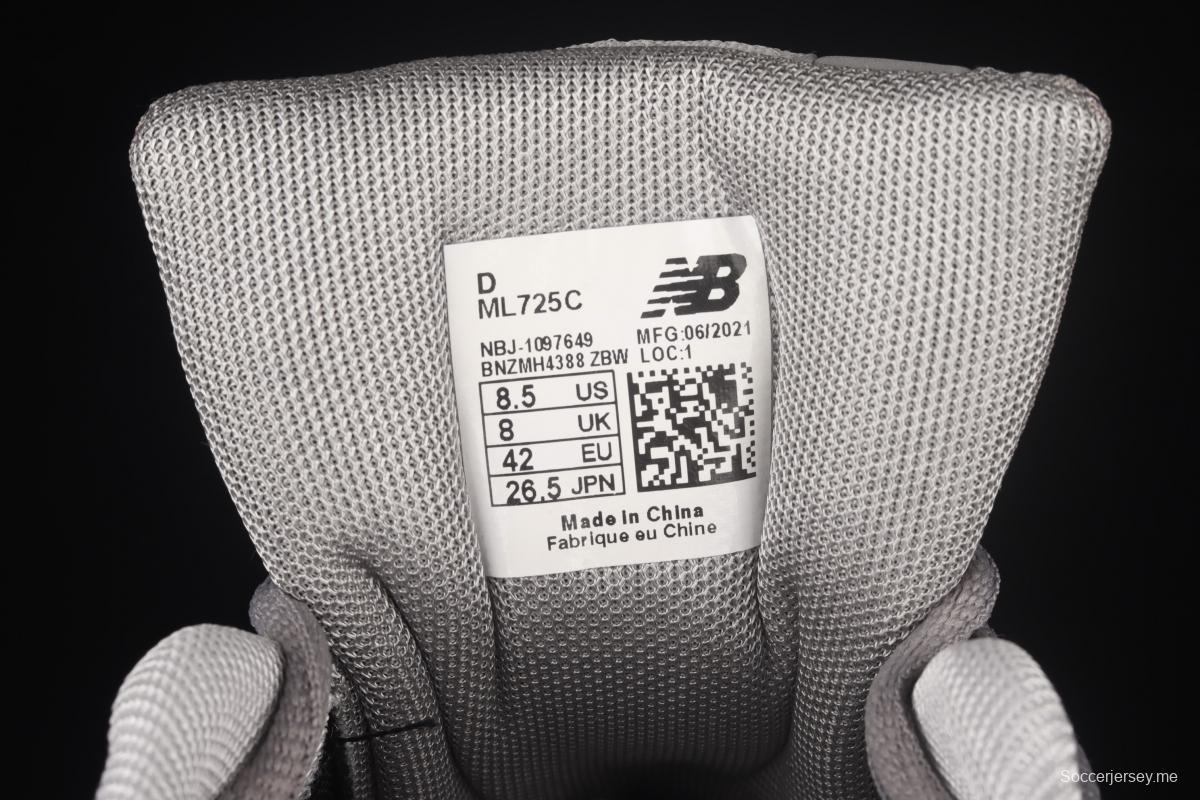 D
ML725C
NB
NBJ-1097649
BNZMH4388 ZBW
MFG:06/2021
LOC:1
8.5 US
8 UK
42 EU
26.5 JPN
Made in China
Fabrique eu Chine
Soccerjersey.me